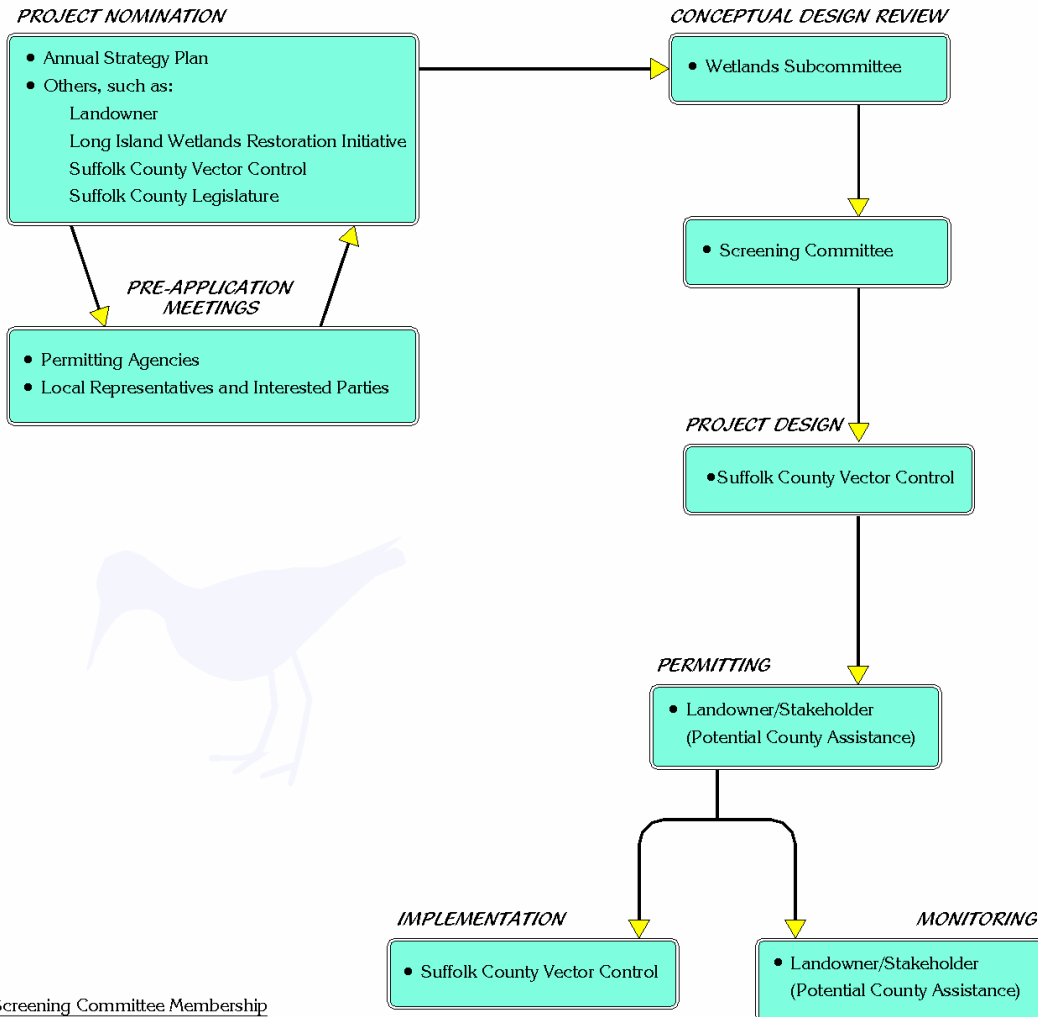 PROJECT NOMINATION
• Annual Strategy Plan
• Others, such as:
Landowner
Long Island Wetlands Restoration Initiative
Suffolk County Vector Control
Suffolk County Legislature
PRE-APPLICATION
MEETINGS
• Permitting Agencies
• Local Representatives and Interested Parties
CONCEPTUAL DESIGN REVIEW
• Wetlands Subcommittee
• Screening Committee
PROJECT DESIGN
•Suffolk County Vector Control
PERMITTING
• Landowner/Stakeholder
(Potential County Assistance)
IMPLEMENTATION
• Suffolk County Vector Control
MONITORING
• Landowner/Stakeholder
(Potential County Assistance)
Screening Committee Membership